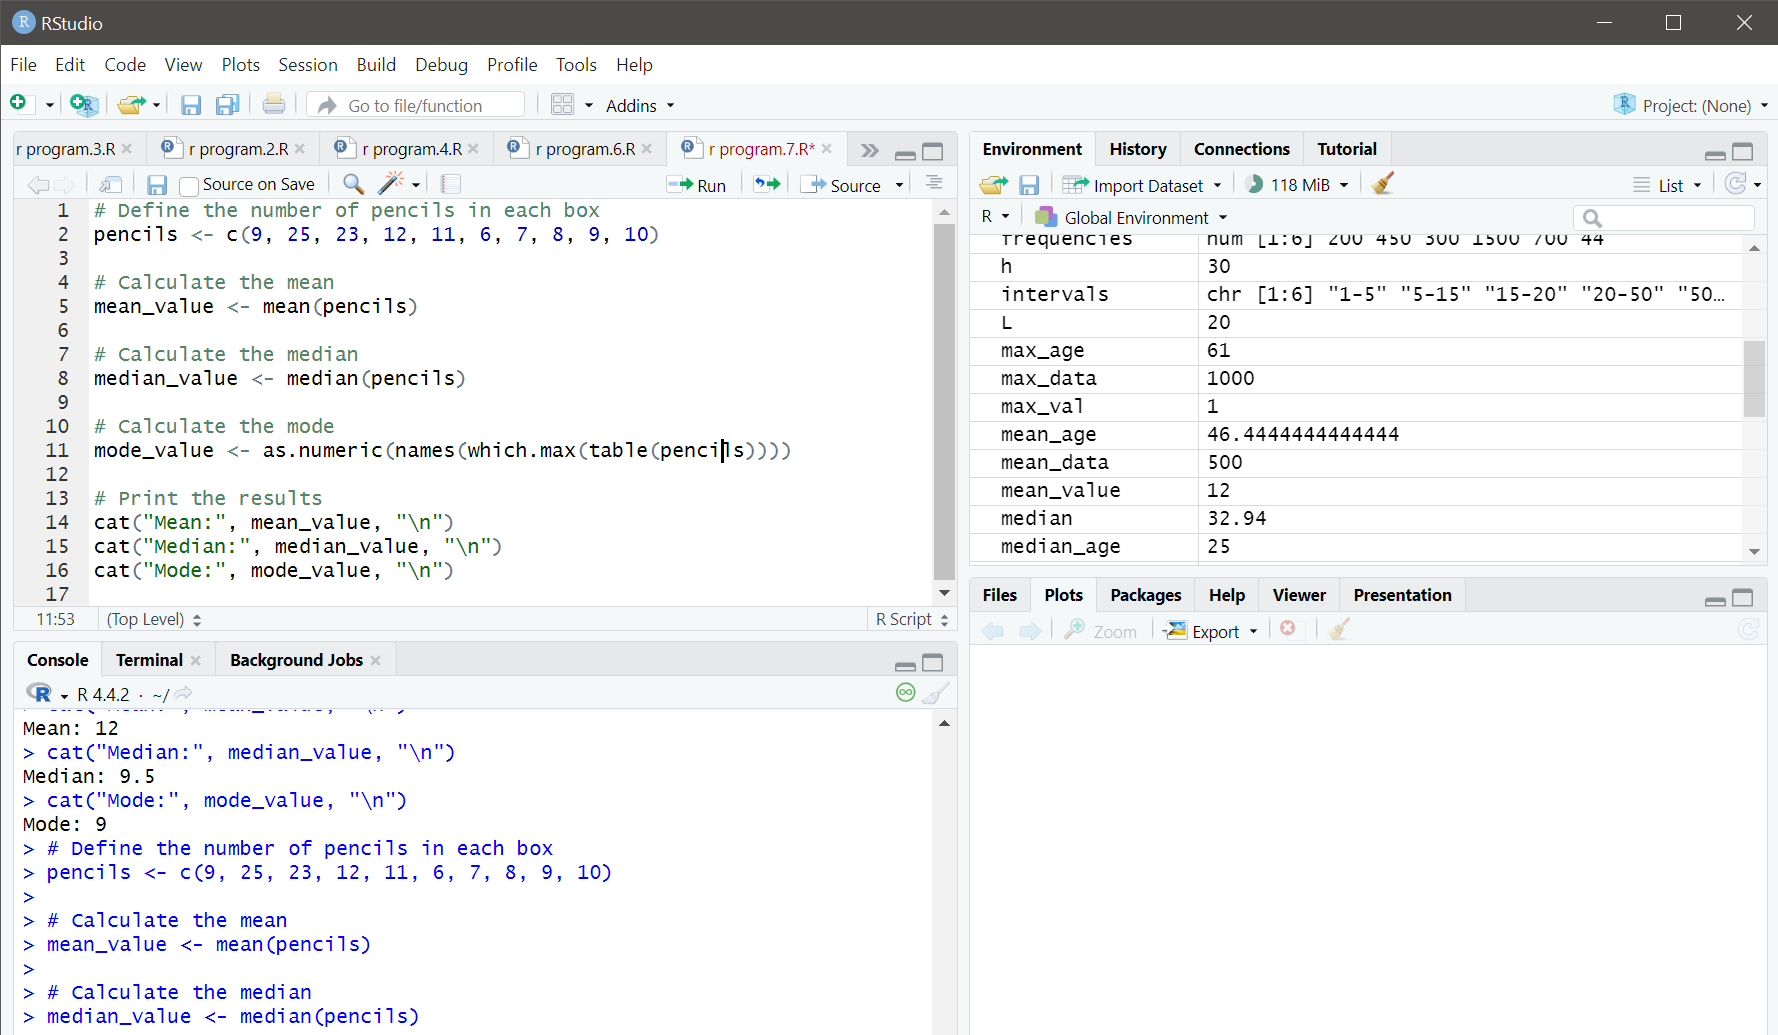 RStudio
File Edit Code View Plots Session Build Debug Profile Tools Help
Go to file/function
Addins
Project: (None)
r program.3.R
r program.2.R
r program.4.R
r program.6.R
r program.7.R*
Source on Save
Run
Source
1 # Define the number of pencils in each box
2 pencils <- c(9, 25, 23, 12, 11, 6, 7, 8, 9, 10)
3
4 # Calculate the mean
5 mean_value <- mean(pencils)
6
7 # Calculate the median
8 median_value <- median(pencils)
9
10 # Calculate the mode
11 mode_value <- as.numeric(names(which.max(table(pencils))))
12
13 # Print the results
14 cat("Mean:", mean_value, "\n")
15 cat("Median:", median_value, "\n")
16 cat("Mode:", mode_value, "\n")
17
11:53 (Top Level) R Script
Console Terminal Background Jobs
R 4.4.2 · ~/
> cat("Mean:", mean_value, "\n")
Mean: 12
> cat("Median:", median_value, "\n")
Median: 9.5
> cat("Mode:", mode_value, "\n")
Mode: 9
> # Define the number of pencils in each box
> pencils <- c(9, 25, 23, 12, 11, 6, 7, 8, 9, 10)
>
> # Calculate the mean
> mean_value <- mean(pencils)
>
> # Calculate the median
> median_value <- median(pencils)
Environment History Connections Tutorial
Import Dataset 118 MiB List
R Global Environment
frequencies num [1:6] 200 450 300 1500 700 44
h 30
intervals chr [1:6] "1-5" "5-15" "15-20" "20-50" "50…
L 20
max_age 61
max_data 1000
max_val 1
mean_age 46.4444444444444
mean_data 500
mean_value 12
median 32.94
median_age 25
Files Plots Packages Help Viewer Presentation
Zoom Export